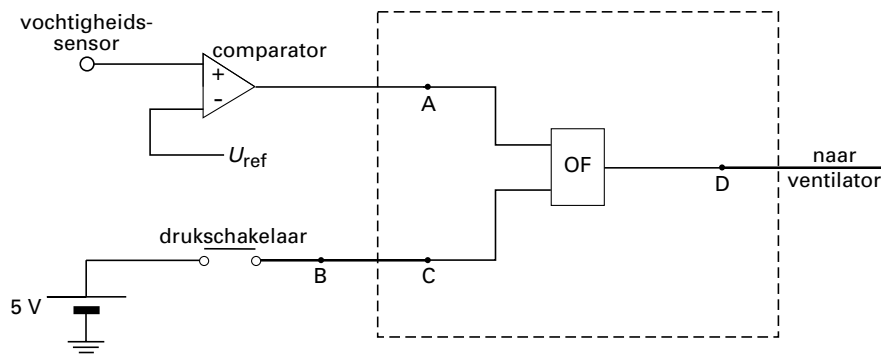 vochtigheids-
sensor
comparator
+
-
A
Uref
OF
D
naar
ventilator
drukschakelaar
B
C
5 V